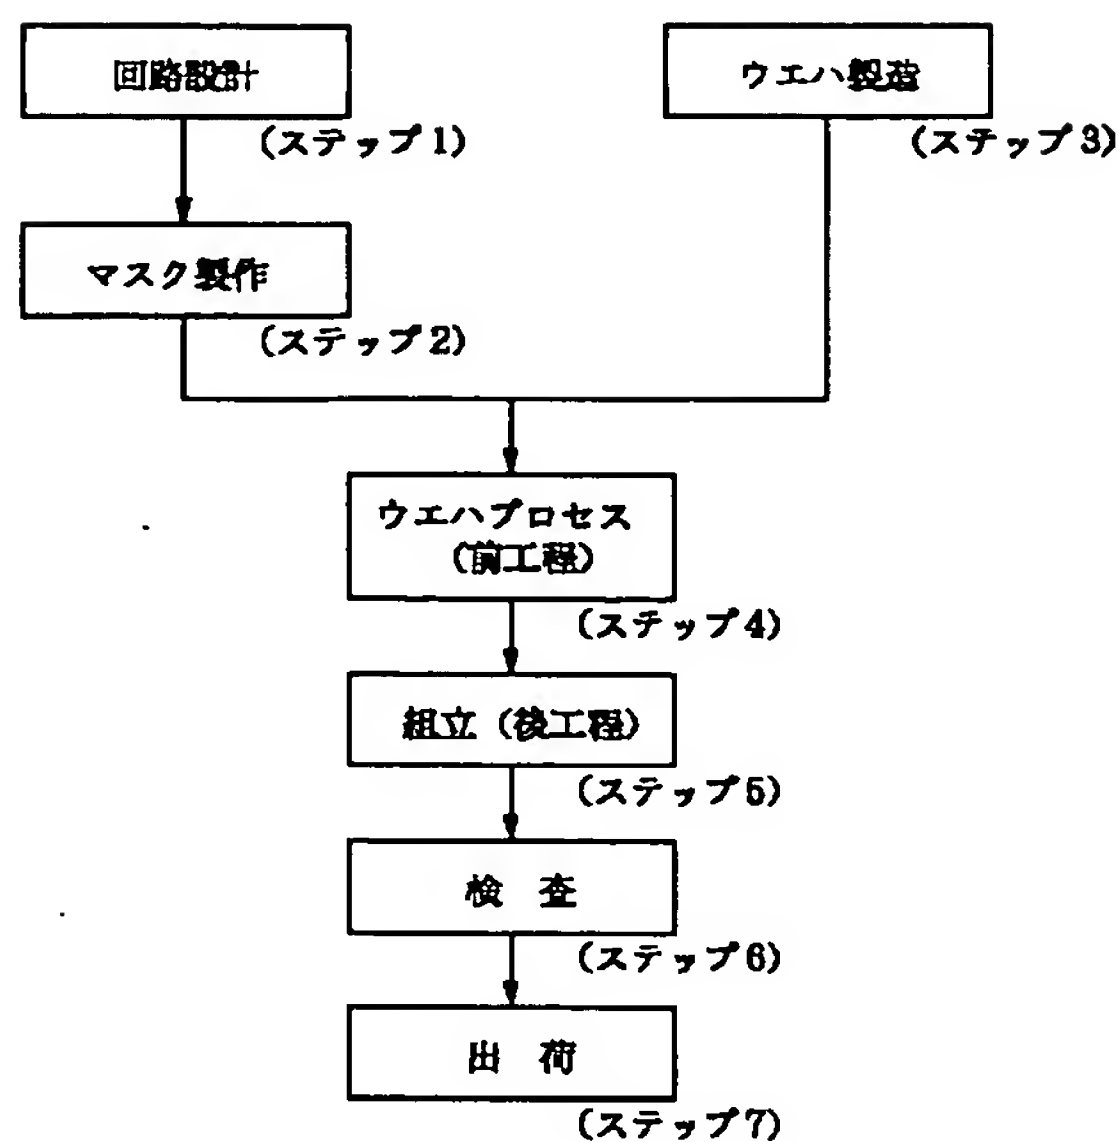 回路設計
(ステップ1)
マスク製作
(ステップ2)
ウエハ製造
(ステップ3)
ウエハプロセス
(前工程)
(ステップ4)
組立(後工程)
(ステップ5)
検 査
(ステップ6)
出 荷
(ステップ7)